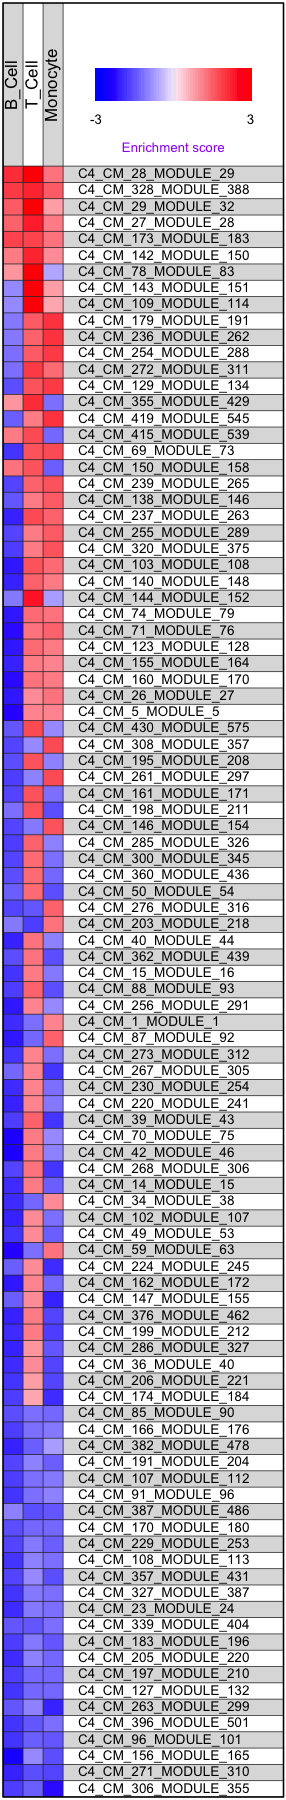 B_Cell
T_Cell
Monocyte
-3 3
Enrichment score
C4_CM_28_MODULE_29
C4_CM_328_MODULE_388
C4_CM_29_MODULE_32
C4_CM_27_MODULE_28
C4_CM_173_MODULE_183
C4_CM_142_MODULE_150
C4_CM_78_MODULE_83
C4_CM_143_MODULE_151
C4_CM_109_MODULE_114
C4_CM_179_MODULE_191
C4_CM_236_MODULE_262
C4_CM_254_MODULE_288
C4_CM_272_MODULE_311
C4_CM_129_MODULE_134
C4_CM_355_MODULE_429
C4_CM_419_MODULE_545
C4_CM_415_MODULE_539
C4_CM_69_MODULE_73
C4_CM_150_MODULE_158
C4_CM_239_MODULE_265
C4_CM_138_MODULE_146
C4_CM_237_MODULE_263
C4_CM_255_MODULE_289
C4_CM_320_MODULE_375
C4_CM_103_MODULE_108
C4_CM_140_MODULE_148
C4_CM_144_MODULE_152
C4_CM_74_MODULE_79
C4_CM_71_MODULE_76
C4_CM_123_MODULE_128
C4_CM_155_MODULE_164
C4_CM_160_MODULE_170
C4_CM_26_MODULE_27
C4_CM_5_MODULE_5
C4_CM_430_MODULE_575
C4_CM_308_MODULE_357
C4_CM_195_MODULE_208
C4_CM_261_MODULE_297
C4_CM_161_MODULE_171
C4_CM_198_MODULE_211
C4_CM_146_MODULE_154
C4_CM_285_MODULE_326
C4_CM_300_MODULE_345
C4_CM_360_MODULE_436
C4_CM_50_MODULE_54
C4_CM_276_MODULE_316
C4_CM_203_MODULE_218
C4_CM_40_MODULE_44
C4_CM_362_MODULE_439
C4_CM_15_MODULE_16
C4_CM_88_MODULE_93
C4_CM_256_MODULE_291
C4_CM_1_MODULE_1
C4_CM_87_MODULE_92
C4_CM_273_MODULE_312
C4_CM_267_MODULE_305
C4_CM_230_MODULE_254
C4_CM_220_MODULE_241
C4_CM_39_MODULE_43
C4_CM_70_MODULE_75
C4_CM_42_MODULE_46
C4_CM_268_MODULE_306
C4_CM_14_MODULE_15
C4_CM_34_MODULE_38
C4_CM_102_MODULE_107
C4_CM_49_MODULE_53
C4_CM_59_MODULE_63
C4_CM_224_MODULE_245
C4_CM_162_MODULE_172
C4_CM_147_MODULE_155
C4_CM_376_MODULE_462
C4_CM_199_MODULE_212
C4_CM_286_MODULE_327
C4_CM_36_MODULE_40
C4_CM_206_MODULE_221
C4_CM_174_MODULE_184
C4_CM_85_MODULE_90
C4_CM_166_MODULE_176
C4_CM_382_MODULE_478
C4_CM_191_MODULE_204
C4_CM_107_MODULE_112
C4_CM_91_MODULE_96
C4_CM_387_MODULE_486
C4_CM_170_MODULE_180
C4_CM_229_MODULE_253
C4_CM_108_MODULE_113
C4_CM_357_MODULE_431
C4_CM_327_MODULE_387
C4_CM_23_MODULE_24
C4_CM_339_MODULE_404
C4_CM_183_MODULE_196
C4_CM_205_MODULE_220
C4_CM_197_MODULE_210
C4_CM_127_MODULE_132
C4_CM_263_MODULE_299
C4_CM_396_MODULE_501
C4_CM_96_MODULE_101
C4_CM_156_MODULE_165
C4_CM_271_MODULE_310
C4_CM_306_MODULE_355